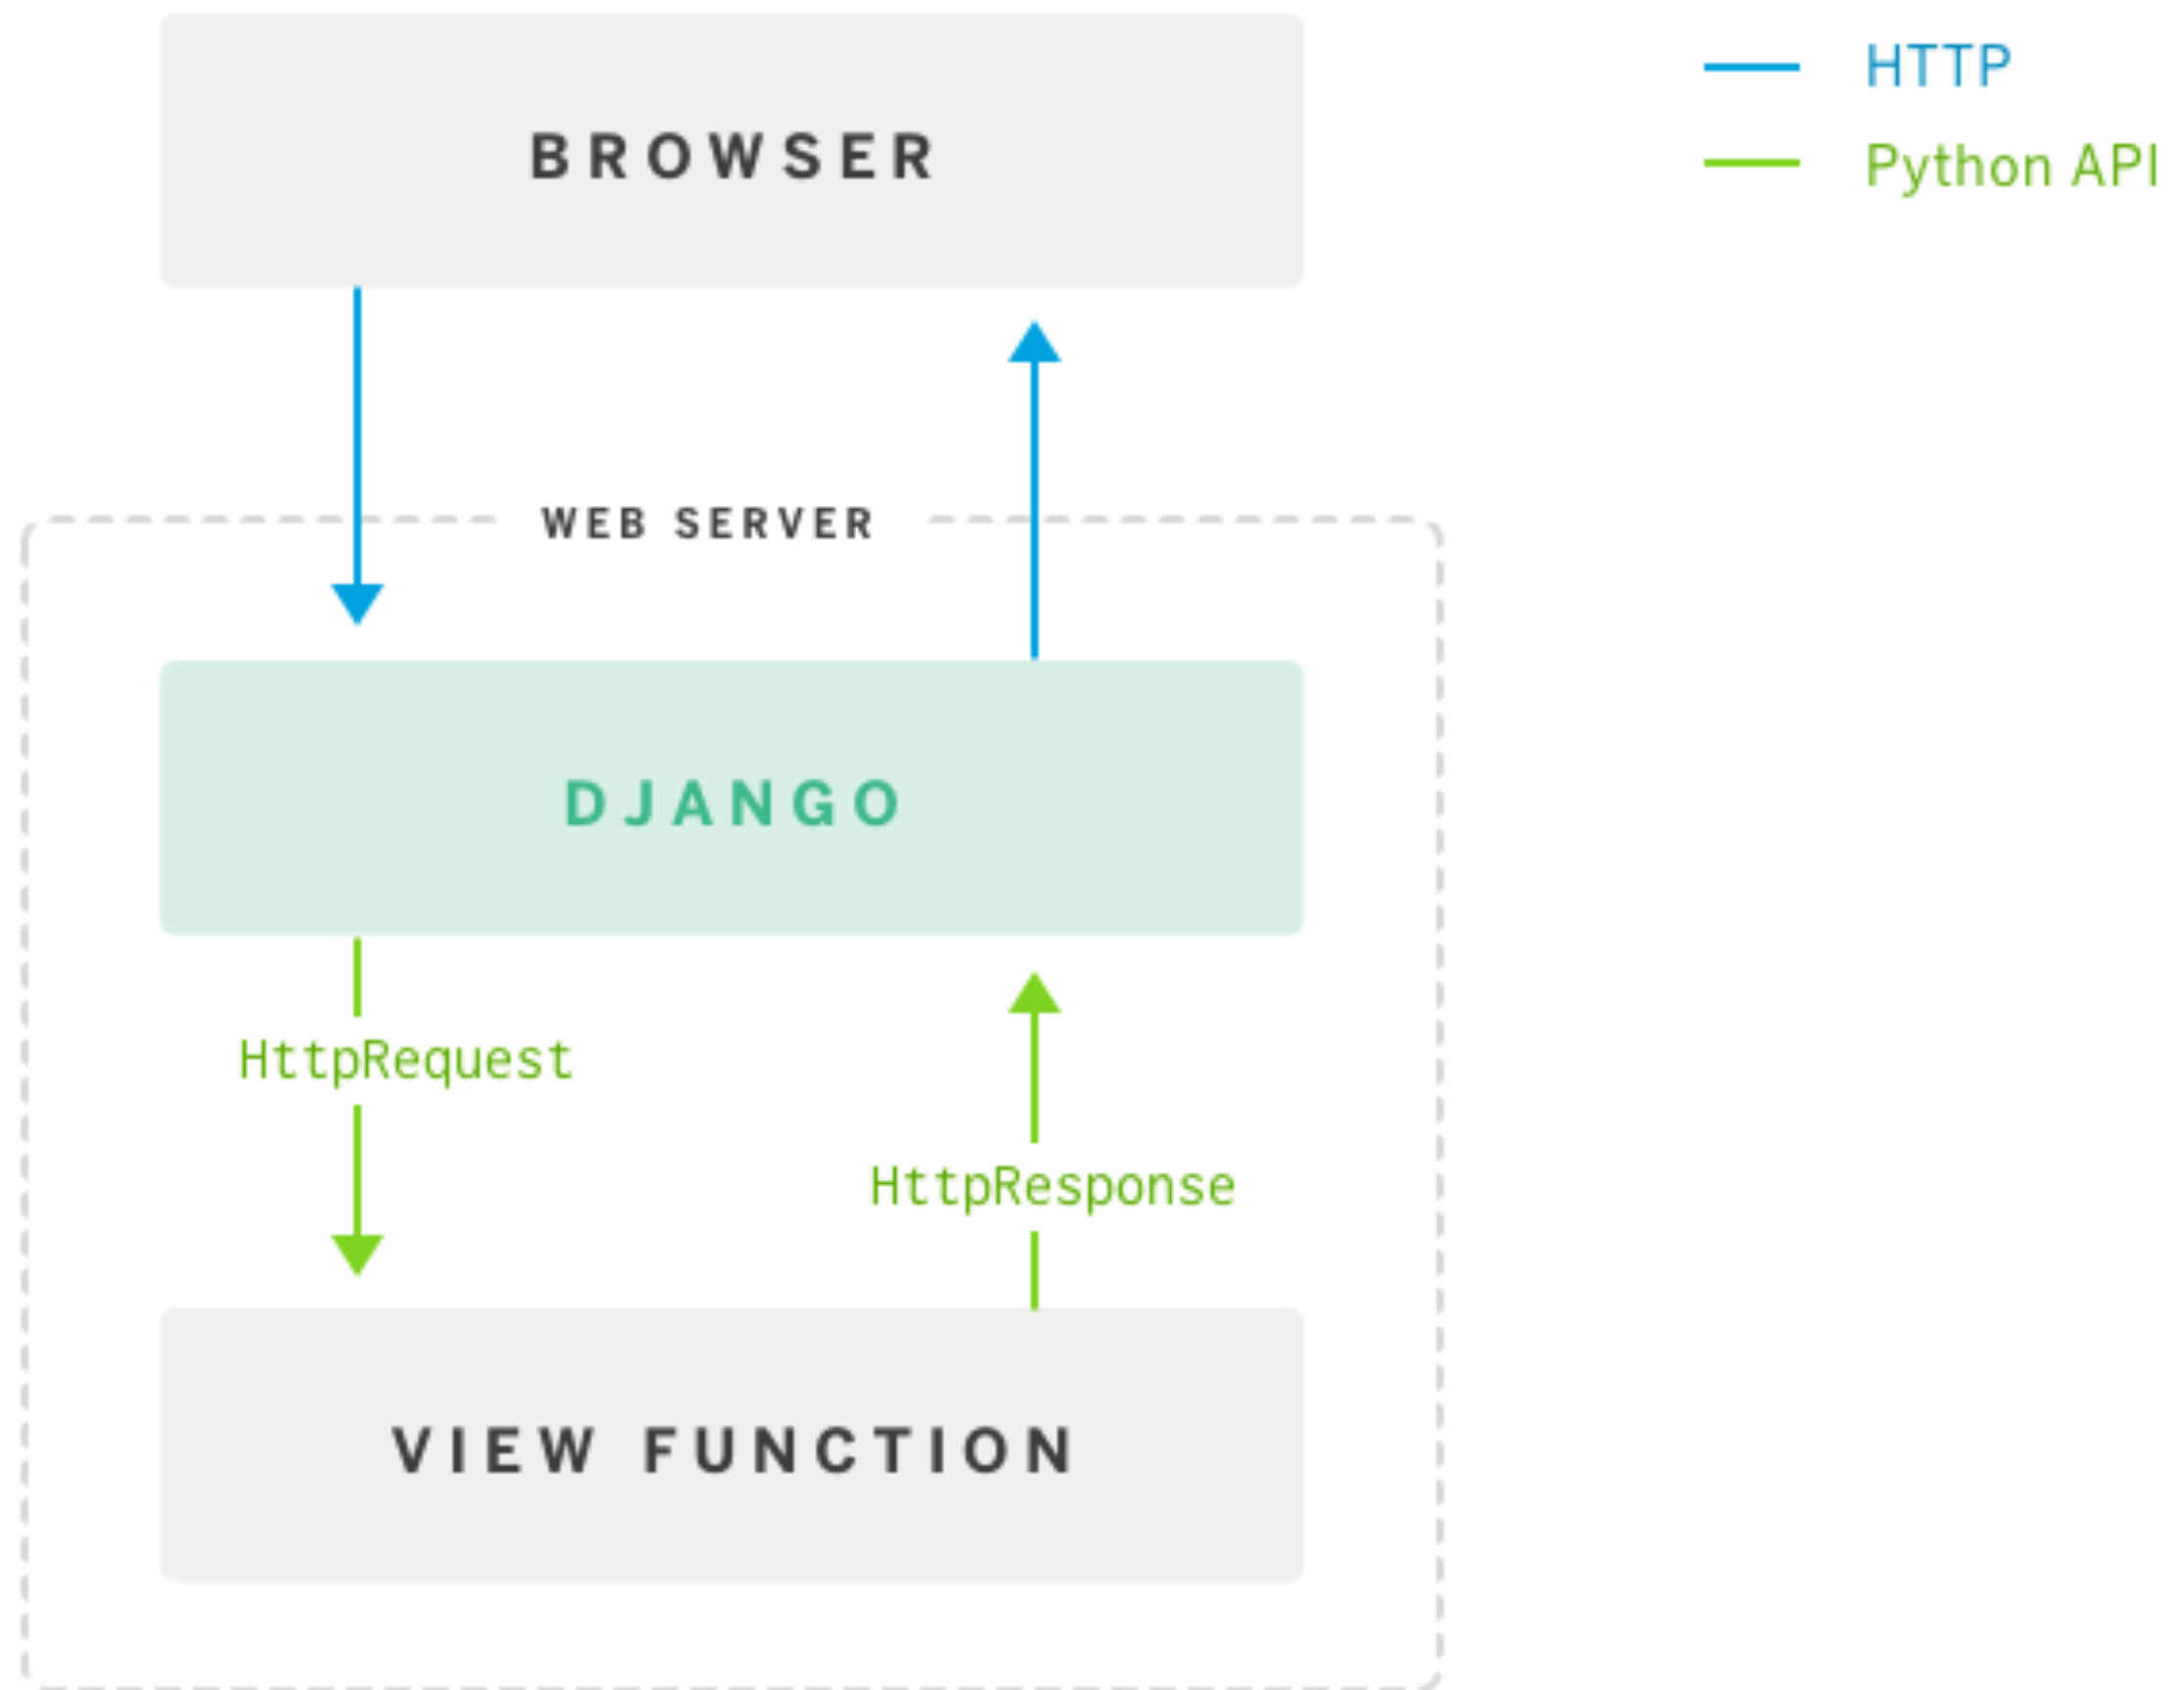 BROWSER
HTTP
Python API
WEB SERVER
DJANGO
HttpRequest
HttpResponse
VIEW FUNCTION